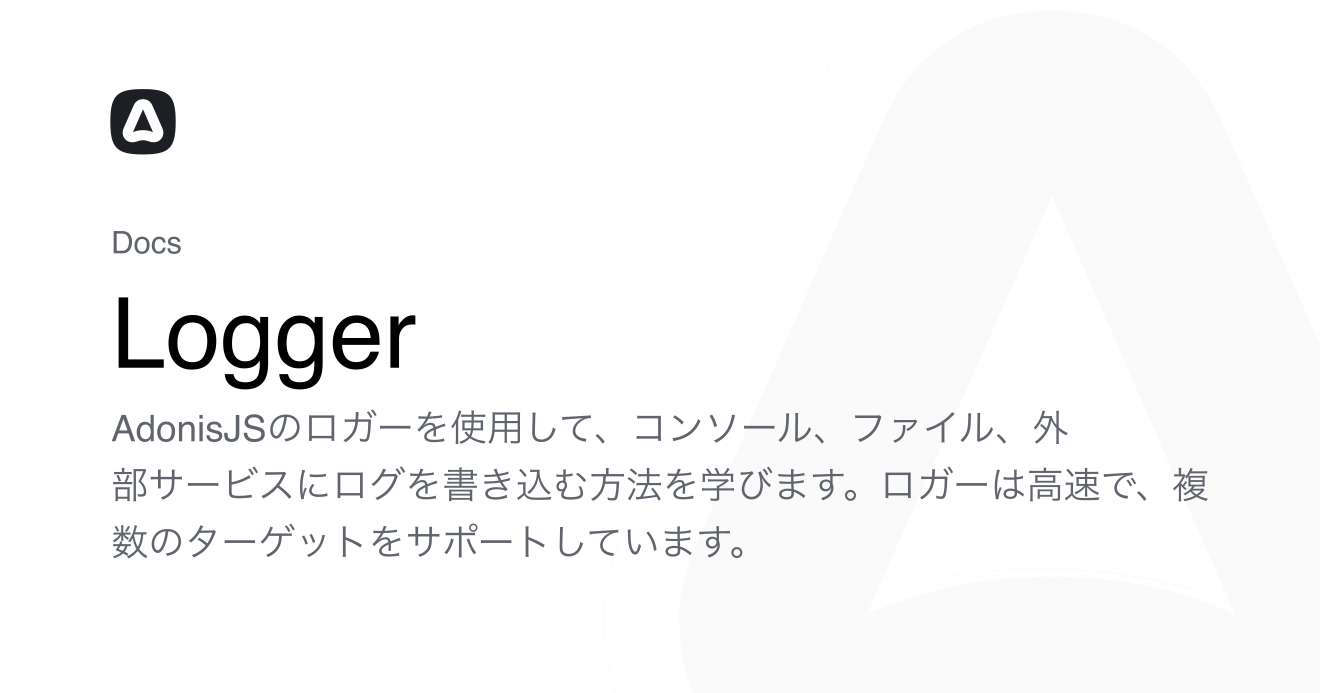 Docs
Logger
AdonisJSのロガーを使用して、コンソール、ファイル、外
部サービスにログを書き込む方法を学びます。ロガーは高速で、複
数のターゲットをサポートしています。